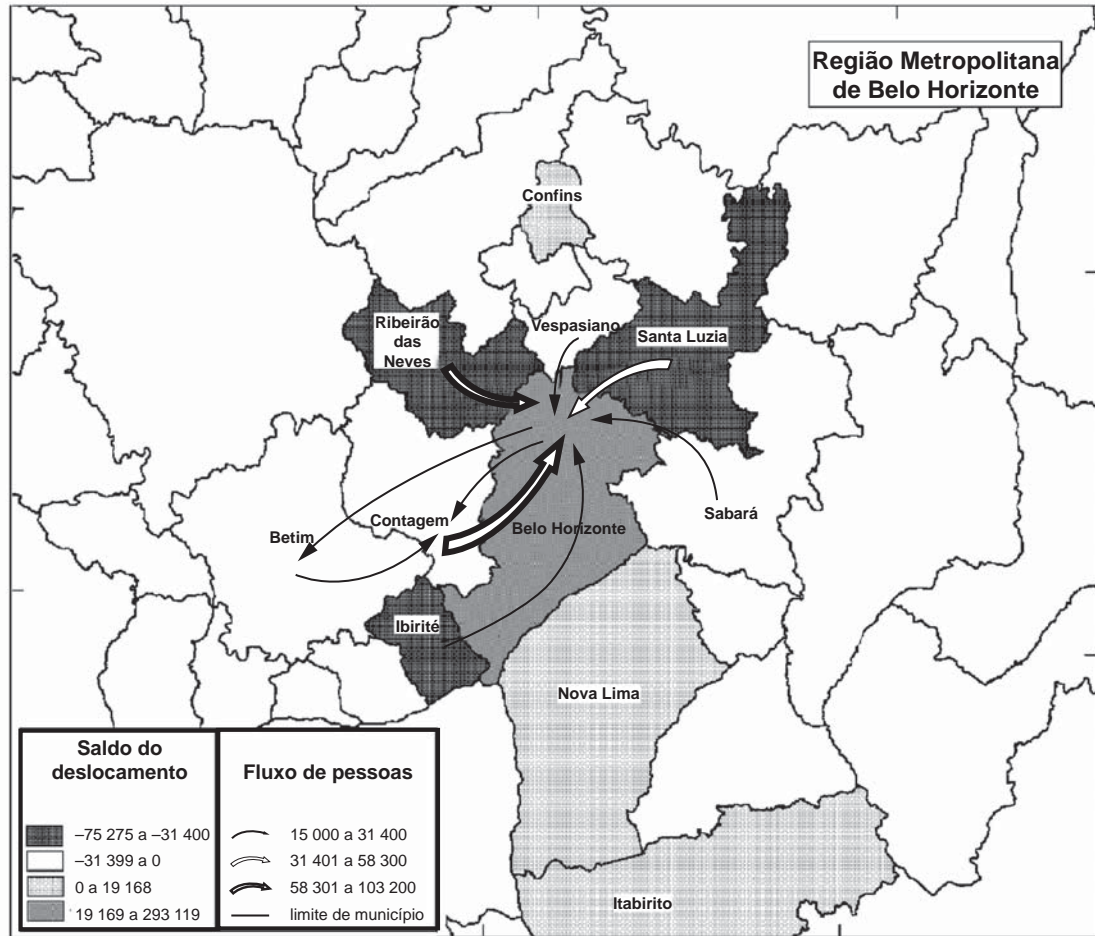 Região Metropolitana
de Belo Horizonte
Confins
Ribeirão
das
Neves
Vespasiano
Santa Luzia
Contagem
Betim
Belo Horizonte
Sabará
Ibirité
Nova Lima
Itabirito
Saldo do
deslocamento
–75 275 a –31 400
–31 399 a 0
0 a 19 168
19 169 a 293 119
Fluxo de pessoas
15 000 a 31 400
31 401 a 58 300
58 301 a 103 200
limite de município